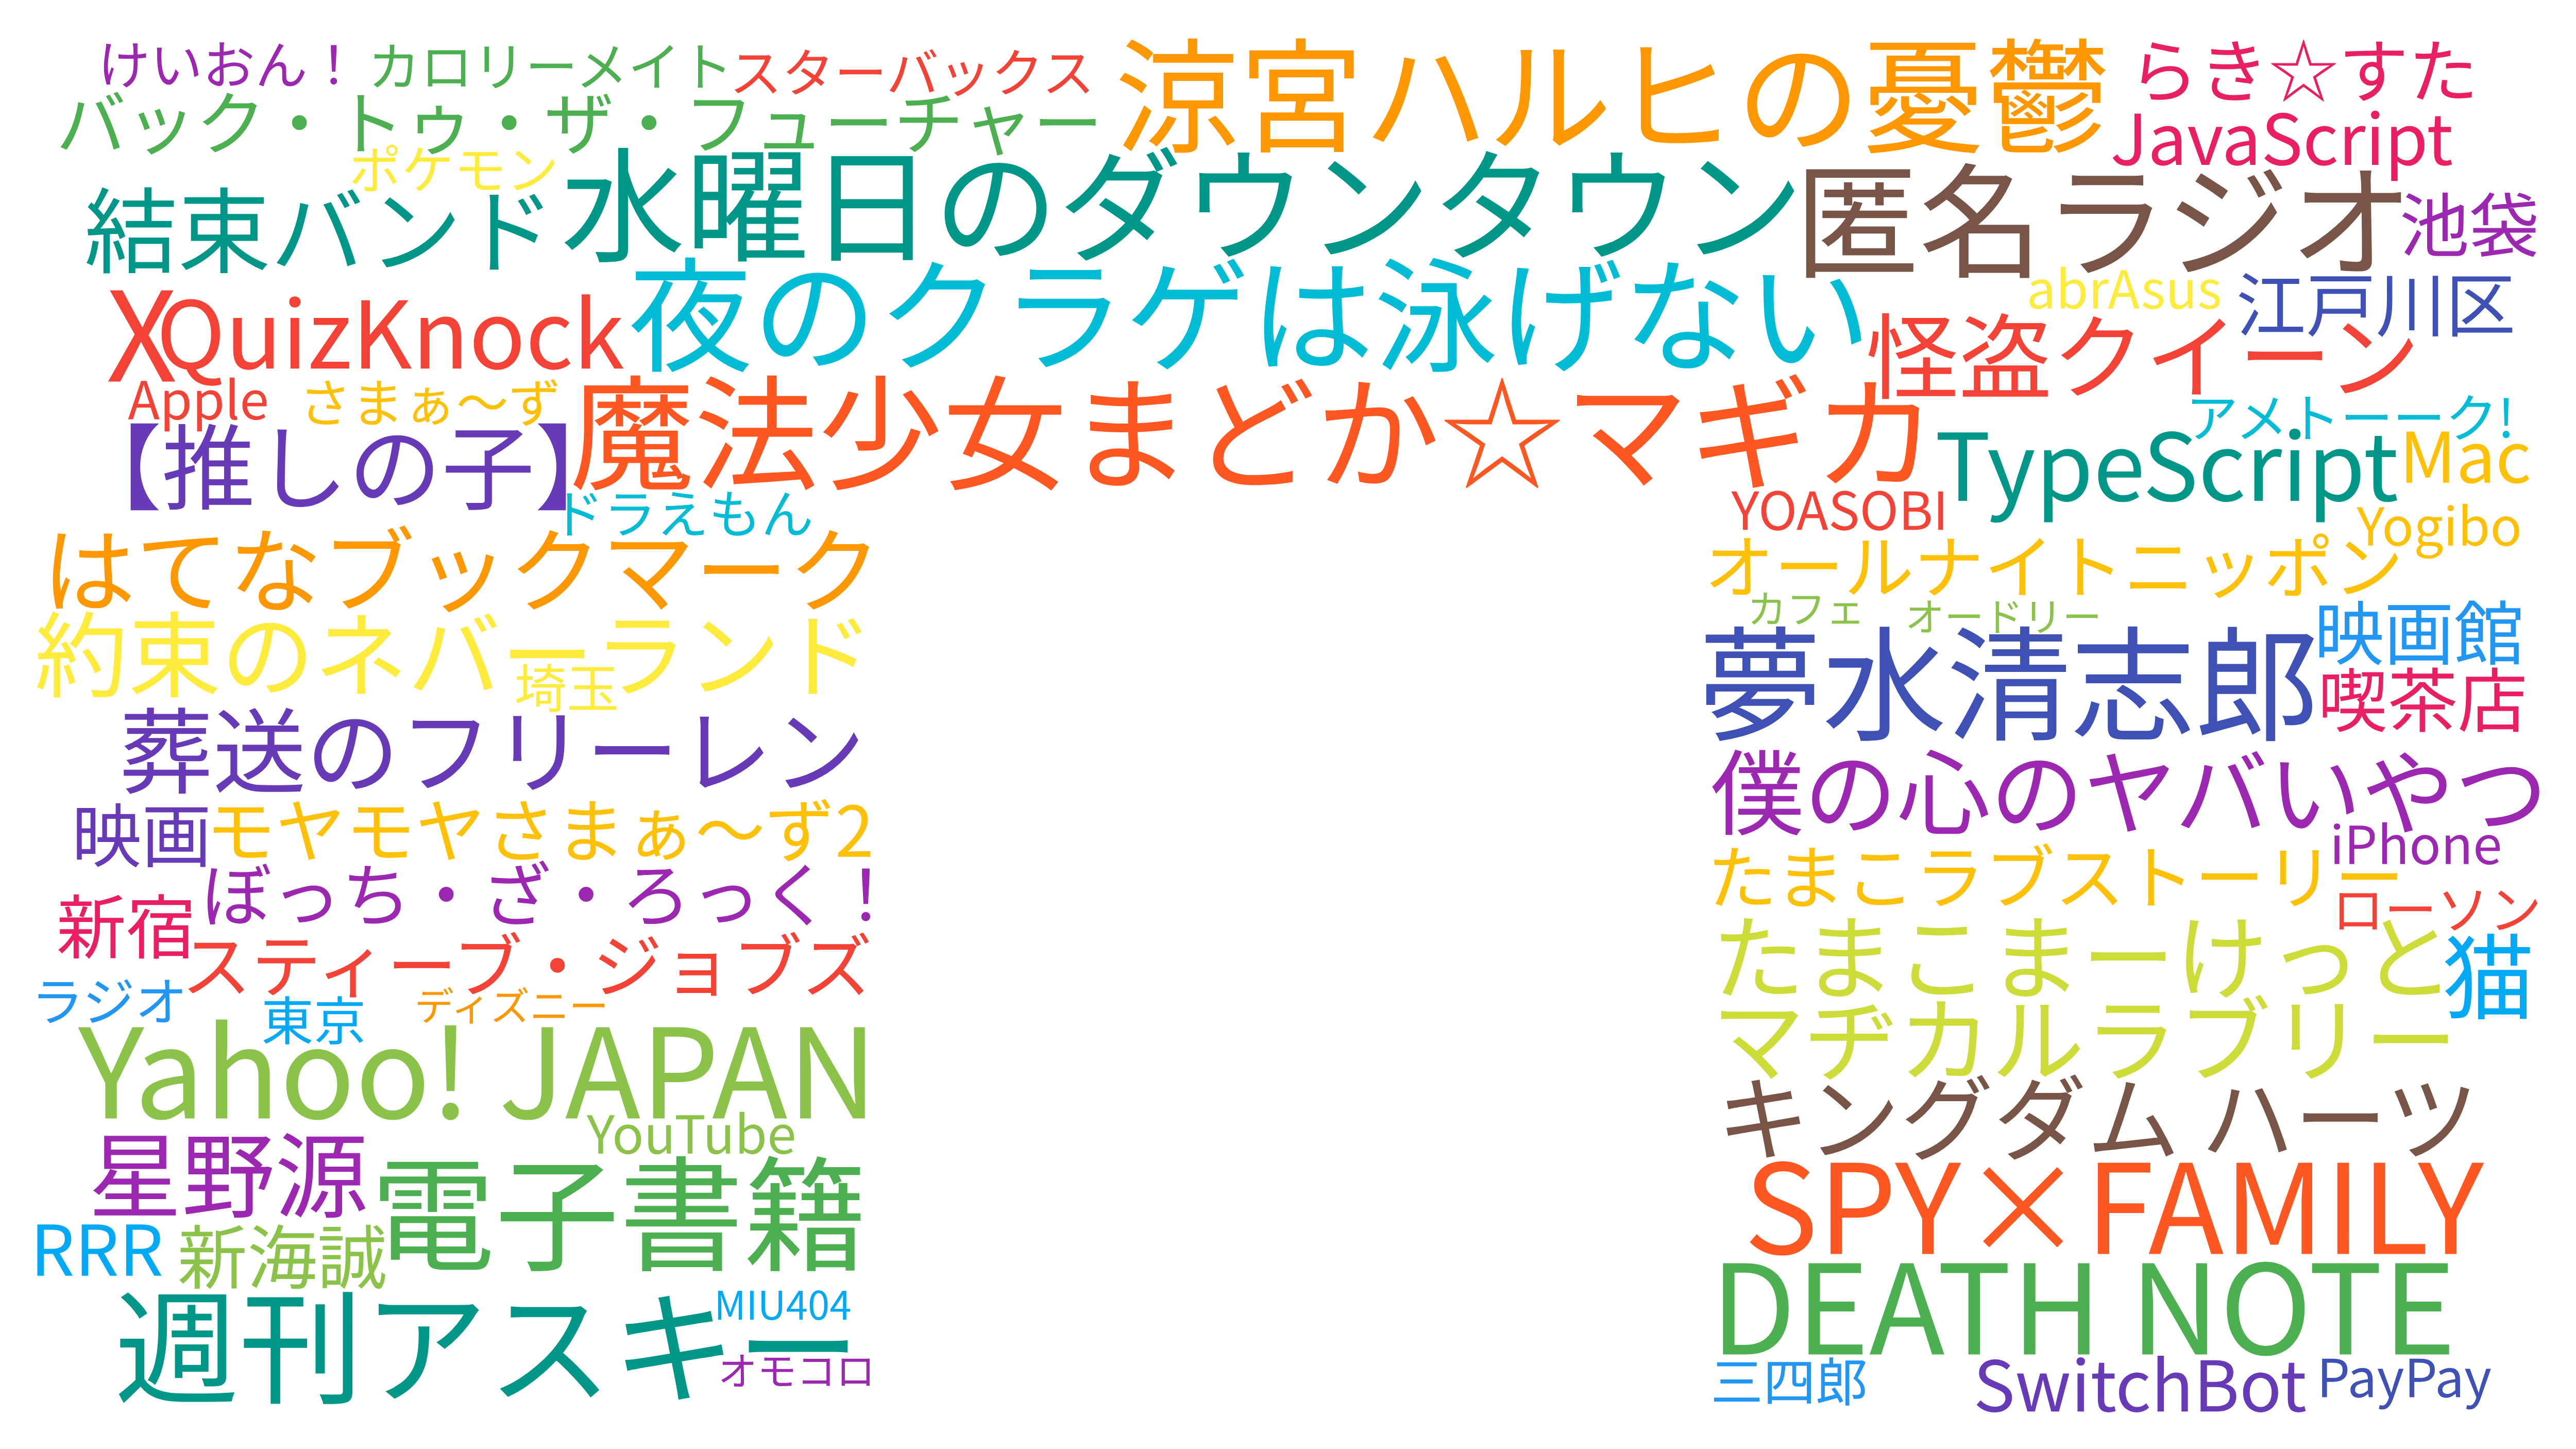 けいおん！
カロリーメイト
スターバックス
涼宮ハルヒの憂鬱
らき☆すた
バック・トゥ・ザ・フューチャー
JavaScript
ポケモン
結束バンド
水曜日のダウンタウン
匿名ラジオ
池袋
X
QuizKnock
夜のクラゲは泳げない
abrAsus
江戸川区
怪盗クイーン
Apple
さまぁ〜ず
魔法少女まどか☆マギカ
アメトーーク!
【推しの子】
TypeScript
Mac
ドラえもん
YOASOBI
Yogibo
はてなブックマーク
オールナイトニッポン
カフェ
オードリー
約束のネバーランド
埼玉
夢水清志郎
映画館
喫茶店
葬送のフリーレン
僕の心のヤバいやつ
映画
モヤモヤさまぁ〜ず2
iPhone
たまこラブストーリー
ぼっち・ざ・ろっく！
新宿
ローソン
スティーブ・ジョブズ
たまこまーけっと
猫
ラジオ
東京
ディズニー
マヂカルラブリー
Yahoo! JAPAN
YouTube
キングダム ハーツ
星野源
電子書籍
SPY×FAMILY
RRR
新海誠
DEATH NOTE
週刊アスキー
MIU404
オモコロ
三四郎
SwitchBot
PayPay